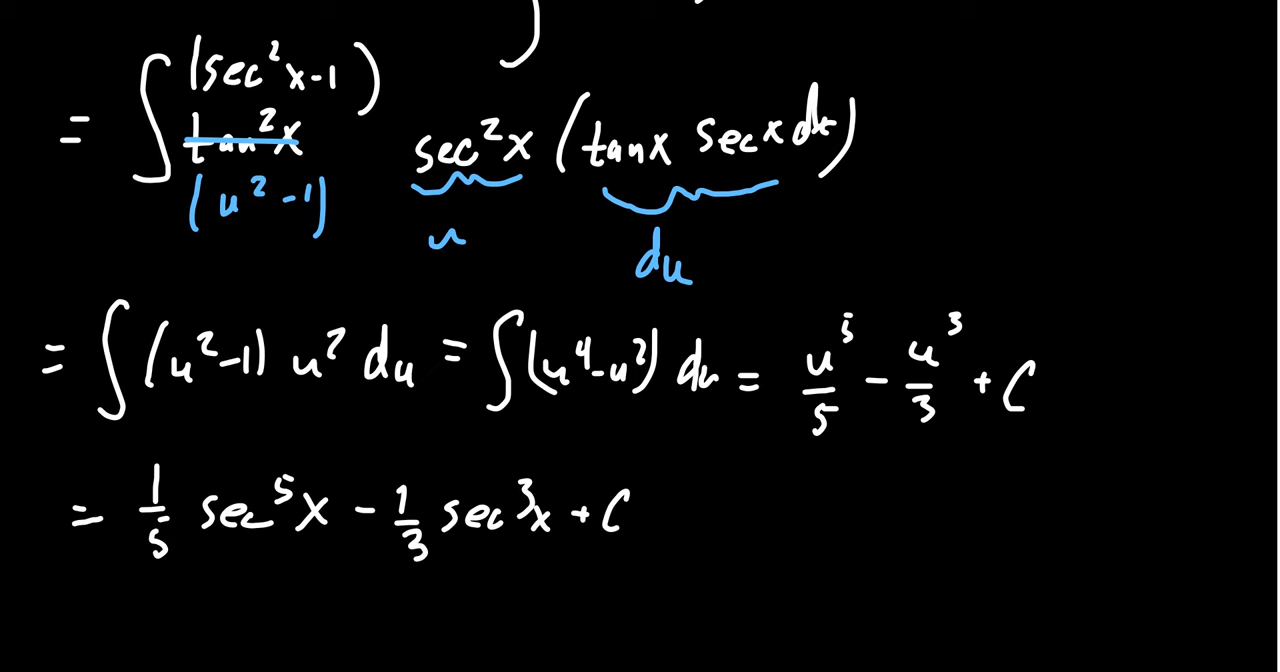 = ∫ (sec²x-1)
tan²x sec²x (tanx secx dx)
(u²-1) u du
= ∫ (u²-1) u² du = ∫ (u⁴-u²) du = u⁵/5 - u³/3 + C
= 1/5 sec⁵x - 1/3 sec³x + C